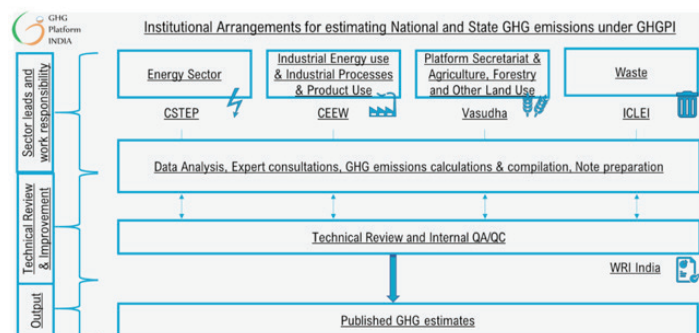 GHG
Platform
INDIA
Institutional Arrangements for estimating National and State GHG emissions under GHGPI
Sector leads and
work responsibility
Energy Sector
Industrial Energy use
& Industrial Processes
& Product Use
Platform Secretariat &
Agriculture, Forestry
and Other Land Use
Waste
CSTEP
CEEW
Vasudha
ICLEI
Data Analysis, Expert consultations, GHG emissions calculations & compilation, Note preparation
Technical Review
& Improvement
Technical Review and Internal QA/QC
WRI India
Output
Published GHG estimates